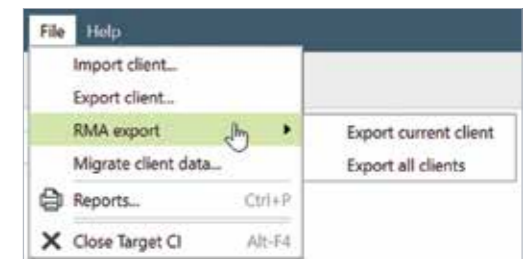 File Help
Import client...
Export client...
RMA export
Export current client
Migrate client data...
Export all clients
Reports... Ctrl+P
Close Target CI Alt-F4